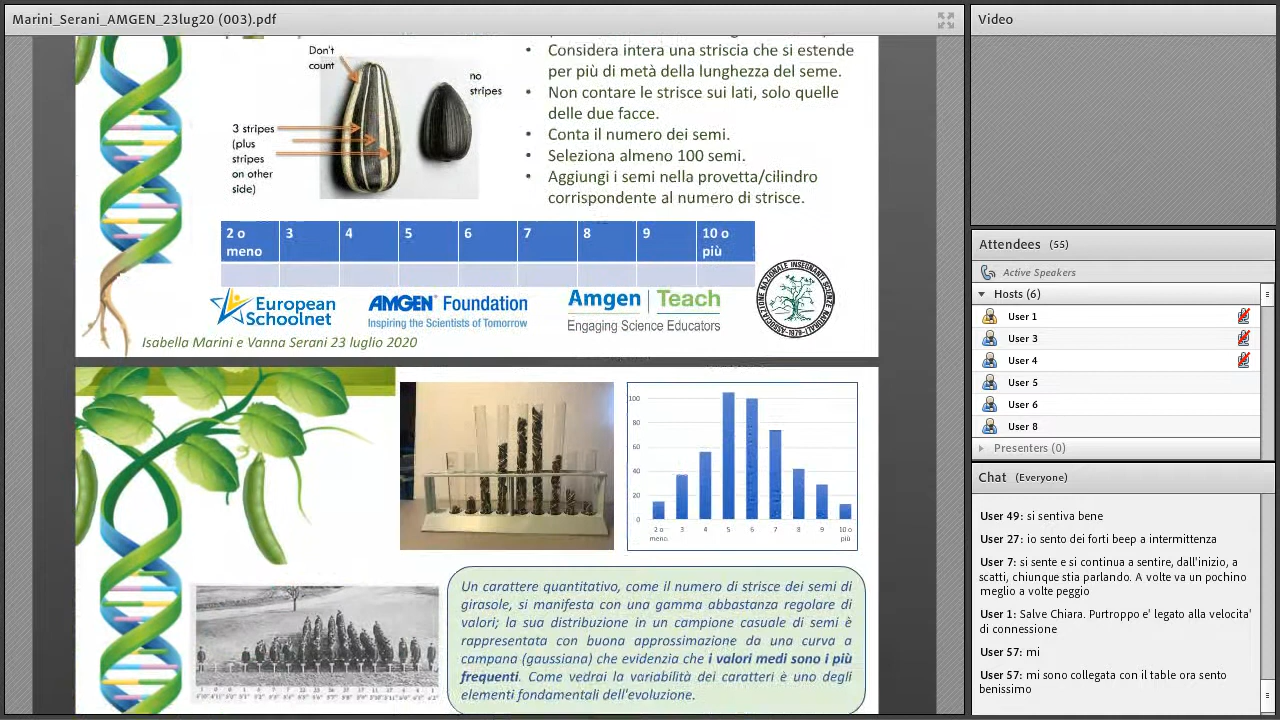 Marini_Serani_AMGEN_23lug20 (003).pdf
Don't
count
no
stripes
3 stripes
(plus
stripes
on other
side)
• Considera intera una striscia che si estende
per più di metà della lunghezza del seme.
• Non contare le strisce sui lati, solo quelle
delle due facce.
• Conta il numero dei semi.
• Seleziona almeno 100 semi.
• Aggiungi i semi nella provetta/cilindro
corrispondente al numero di strisce.
2 o meno 3 4 5 6 7 8 9 10 o più
European
Schoolnet
AMGEN Foundation
Inspiring the Scientists of Tomorrow
Amgen Teach
Engaging Science Educators
ASSOCIAZIONE NAZIONALE INSEGNANTI SCIENZE NATURALI
Isabella Marini e Vanna Serani 23 luglio 2020
100
80
60
40
20
0
2 o meno 3 4 5 6 7 8 9 10 o più
Un carattere quantitativo, come il numero di strisce dei semi di
girasole, si manifesta con una gamma abbastanza regolare di
valori; la sua distribuzione in un campione casuale di semi è
rappresentata con buona approssimazione da una curva a
campana (gaussiana) che evidenzia che i valori medi sono i più
frequenti. Come vedrai la variabilità dei caratteri è uno degli
elementi fondamentali dell'evoluzione.
Video
Attendees (55)
Active Speakers
Hosts (6)
User 1
User 3
User 4
User 5
User 6
User 8
Presenters (0)
Chat (Everyone)
User 49: si sentiva bene
User 27: io sento dei forti beep a intermittenza
User 7: si sente e si continua a sentire, dall'inizio, a
scatti, chiunque stia parlando. A volte va un pochino
meglio a volte peggio
User 1: Salve Chiara. Purtroppo e' legato alla velocita'
di connessione
User 57: mi
User 57: mi sono collegata con il table ora sento
benissimo